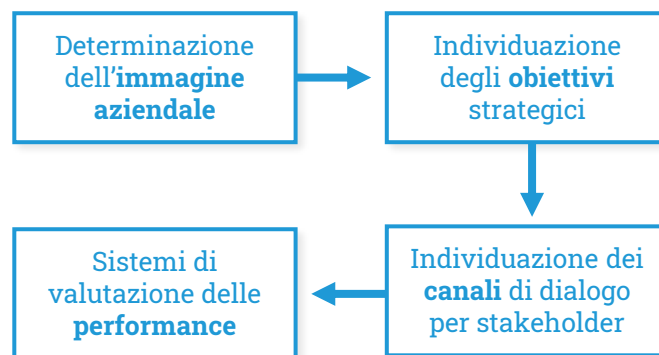 Determinazione
dell'immagine
aziendale
Individuazione
degli obiettivi
strategici
Individuazione dei
canali di dialogo
per stakeholder
Sistemi di
valutazione delle
performance